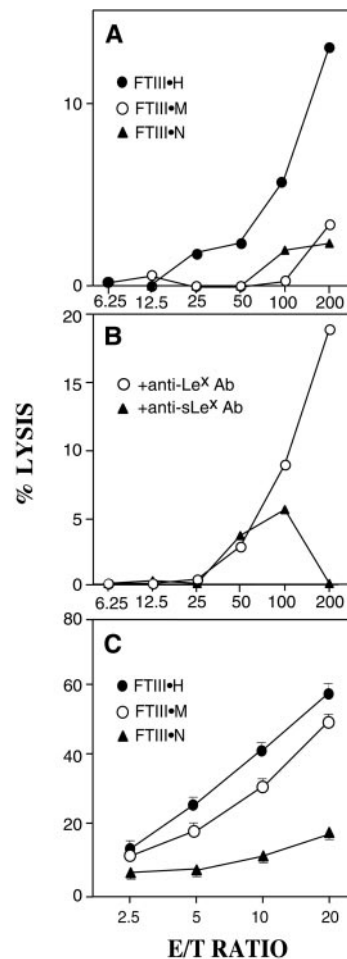 A
FTIII•H
FTIII•M
FTIII•N
10
0
6.25 12.5 25 50 100 200
B
20
+anti-Leˣ Ab
+anti-sLeˣ Ab
15
10
5
0
6.25 12.5 25 50 100 200
% LYSIS
C
80
FTIII•H
FTIII•M
FTIII•N
60
40
20
0
2.5 5 10 20
E/T RATIO